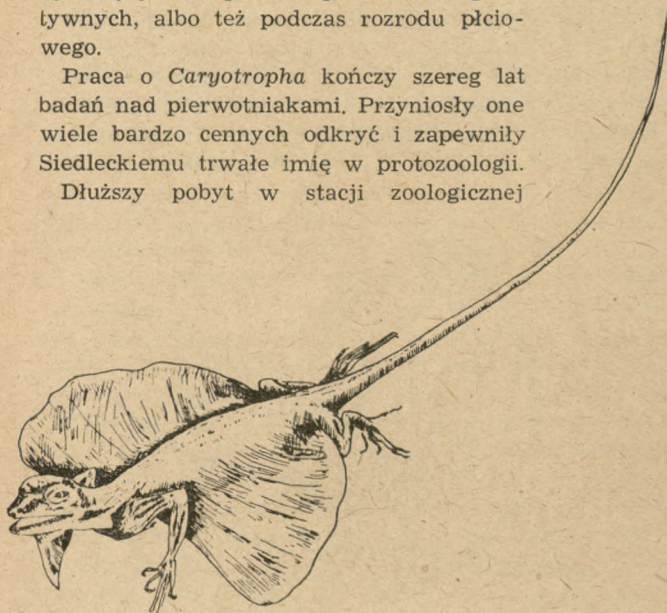 tywnych, albo też podczas rozrodu płcio-
wego.
Praca o Caryotropha kończy szereg lat
badań nad pierwotniakami. Przyniosły one
wiele bardzo cennych odkryć i zapewniły
Siedleckiemu trwałe imię w protozoologii.
Dłuższy pobyt w stacji zoologicznej